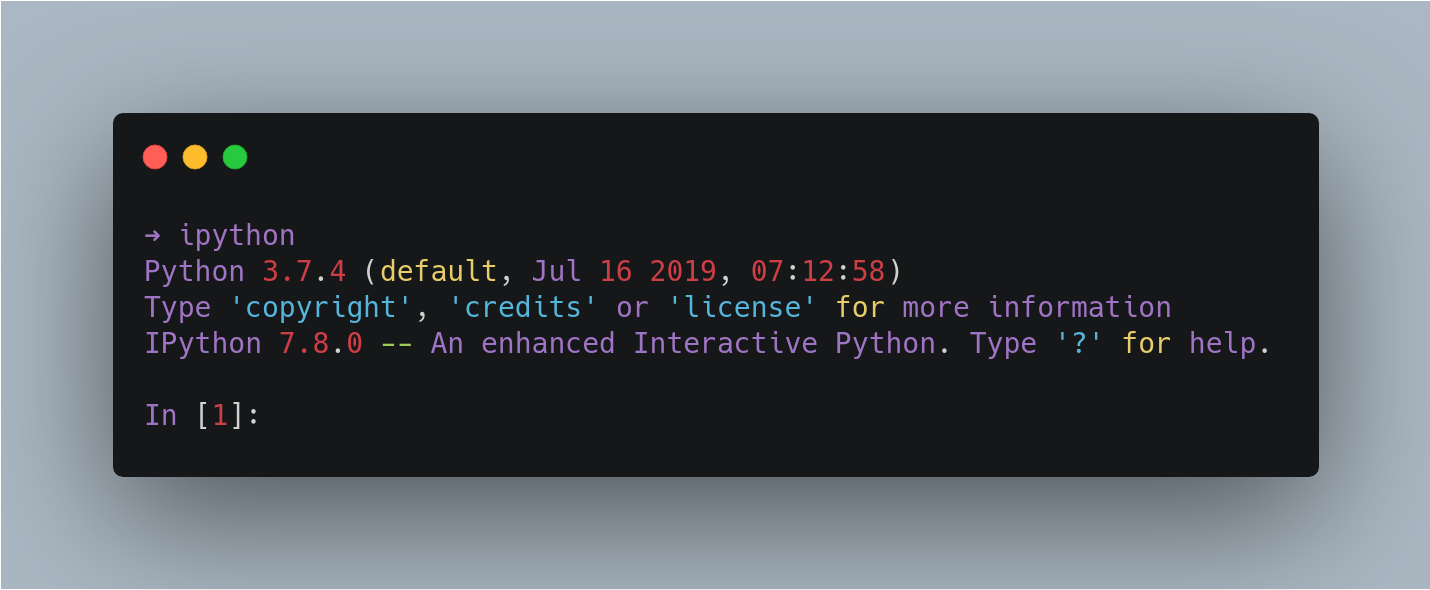 ➜ ipython
Python 3.7.4 (default, Jul 16 2019, 07:12:58)
Type 'copyright', 'credits' or 'license' for more information
IPython 7.8.0 -- An enhanced Interactive Python. Type '?' for help.
In [1]: